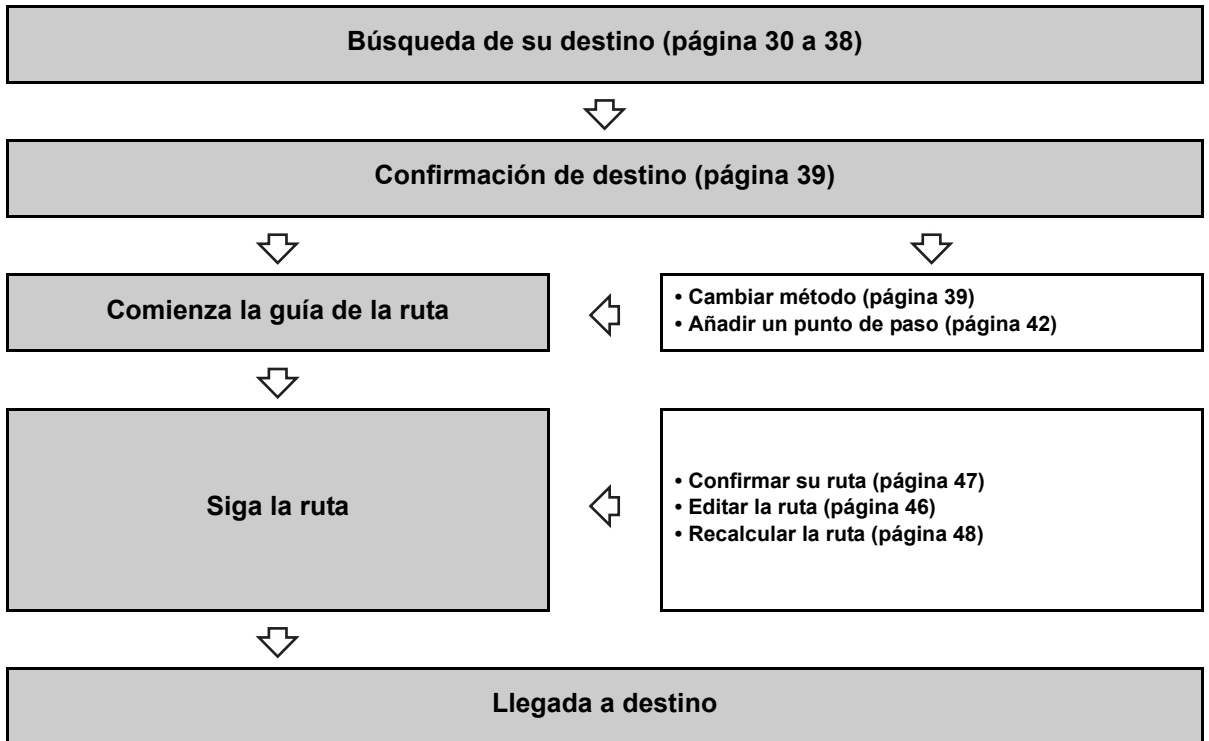 Búsqueda de su destino (página 30 a 38)
Confirmación de destino (página 39)
Comienza la guía de la ruta
• Cambiar método (página 39)
• Añadir un punto de paso (página 42)
Siga la ruta
• Confirmar su ruta (página 47)
• Editar la ruta (página 46)
• Recalcular la ruta (página 48)
Llegada a destino